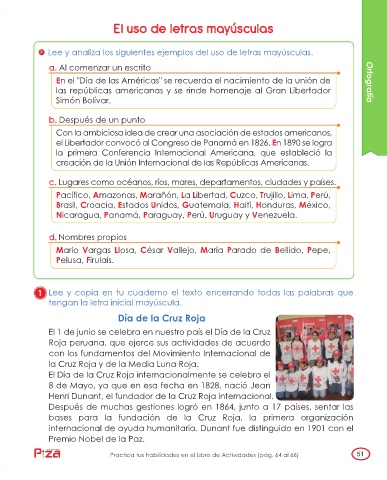 El uso de letras mayúsculas
Lee y analiza los siguientes ejemplos del uso de letras mayúsculas.
a. Al comenzar un escrito
En el "Día de las Américas" se recuerda el nacimiento de la unión de
las repúblicas americanas y se rinde homenaje al Gran Libertador
Simón Bolívar.
b. Después de un punto
Con la ambiciosa idea de crear una asociación de estados americanos,
el Libertador convocó al Congreso de Panamá en 1826. En 1890 se logra
la primera Conferencia Internacional Americana, que estableció la
creación de la Unión Internacional de las Repúblicas Americanas.
c. Lugares como océanos, ríos, mares, departamentos, ciudades y países.
Pacífico, Amazonas, Marañón, La Libertad, Cuzco, Trujillo, Lima, Perú,
Brasil, Croacia, Estados Unidos, Guatemala, Haití, Honduras, México,
Nicaragua, Panamá, Paraguay, Perú, Uruguay y Venezuela.
d. Nombres propios
Mario Vargas Llosa, César Vallejo, María Parado de Bellido, Pepe,
Pelusa, Firulais.
Ortografía
1 Lee y copia en tu cuaderno el texto encerrando todas las palabras que
tengan la letra inicial mayúscula.
Día de la Cruz Roja
El 1 de junio se celebra en nuestro país el Día de la Cruz
Roja peruana, que ejerce sus actividades de acuerdo
con los fundamentos del Movimiento Internacional de
la Cruz Roja y de la Media Luna Roja.
El Día de la Cruz Roja internacionalmente se celebra el
8 de Mayo, ya que en esa fecha en 1828, nació Jean
Henri Dunant, el fundador de la Cruz Roja internacional.
Después de muchas gestiones logró en 1864, junto a 17 países, sentar las
bases para la fundación de la Cruz Roja, la primera organización
internacional de ayuda humanitaria. Dunant fue distinguido en 1901 con el
Premio Nobel de la Paz.
Pizza
Practica tus habilidades en el Libro de Actividades (pág. 64 al 66)
51